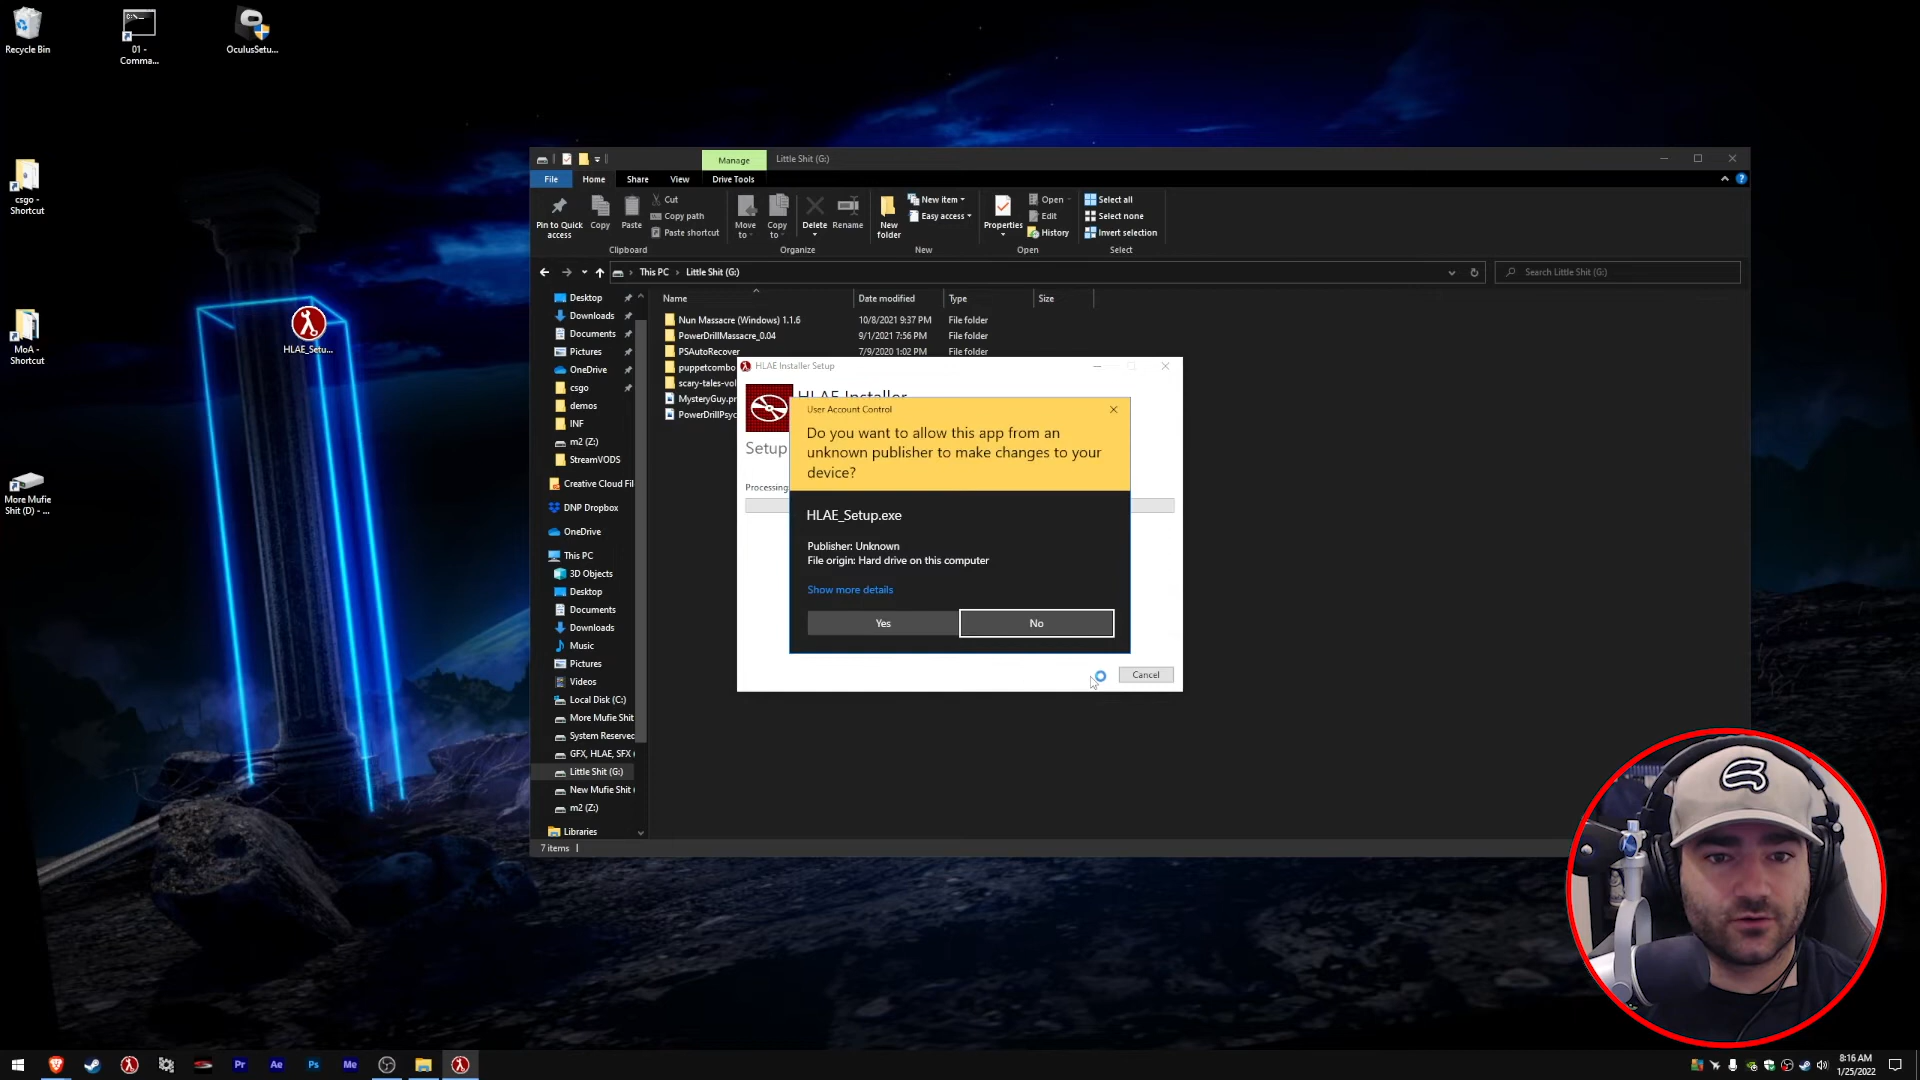 Recycle Bin
01 -
Comma...
OculusSetu...
csgo -
Shortcut
MoA -
Shortcut
More Mufie
Shit (D) - ...
HLAE_Setu...
Manage
Little Shit (G:)
File
Home
Share
View
Drive Tools
Pin to Quick
access
Copy
Paste
Cut
Copy path
Paste shortcut
Clipboard
Move
to
Copy
to
Delete
Rename
Organize
New
folder
New item
Easy access
New
Properties
Open
Edit
History
Open
Select all
Select none
Invert selection
Select
This PC
Little Shit (G:)
Search Little Shit (G:)
Desktop
Downloads
Documents
Pictures
OneDrive
csgo
demos
INF
m2 (Z:)
StreamVODS
Creative Cloud Fil
DNP Dropbox
OneDrive
This PC
3D Objects
Desktop
Documents
Downloads
Music
Pictures
Videos
Local Disk (C:)
More Mufie Shit
System Reserved
GFX, HLAE, SFX (
Little Shit (G:)
New Mufie Shit (
m2 (Z:)
Libraries
7 items
Name
Date modified
Type
Size
Nun Massacre (Windows) 1.1.6
10/8/2021 9:37 PM
File folder
PowerDrillMassacre_0.04
9/1/2021 7:56 PM
File folder
PSAutoRecover
7/9/2020 1:02 PM
File folder
puppetcombo
scary-tales-vol
MysteryGuy.pr
PowerDrillPsyc
HLAE Installer Setup
HLAE Installer
Setup
Processing
Cancel
User Account Control
Do you want to allow this app from an
unknown publisher to make changes to your
device?
HLAE_Setup.exe
Publisher: Unknown
File origin: Hard drive on this computer
Show more details
Yes
No
Pr
Ae
Ps
Me
8:16 AM
1/25/2022